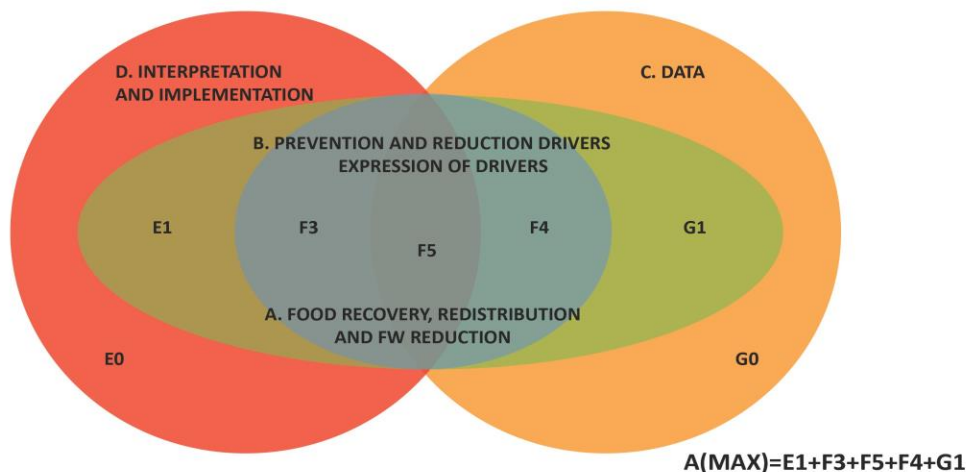 D. INTERPRETATION
AND IMPLEMENTATION
C. DATA
B. PREVENTION AND REDUCTION DRIVERS
EXPRESSION OF DRIVERS
E1
F3
F5
F4
G1
A. FOOD RECOVERY, REDISTRIBUTION
AND FW REDUCTION
E0
G0
A(MAX)=E1+F3+F5+F4+G1